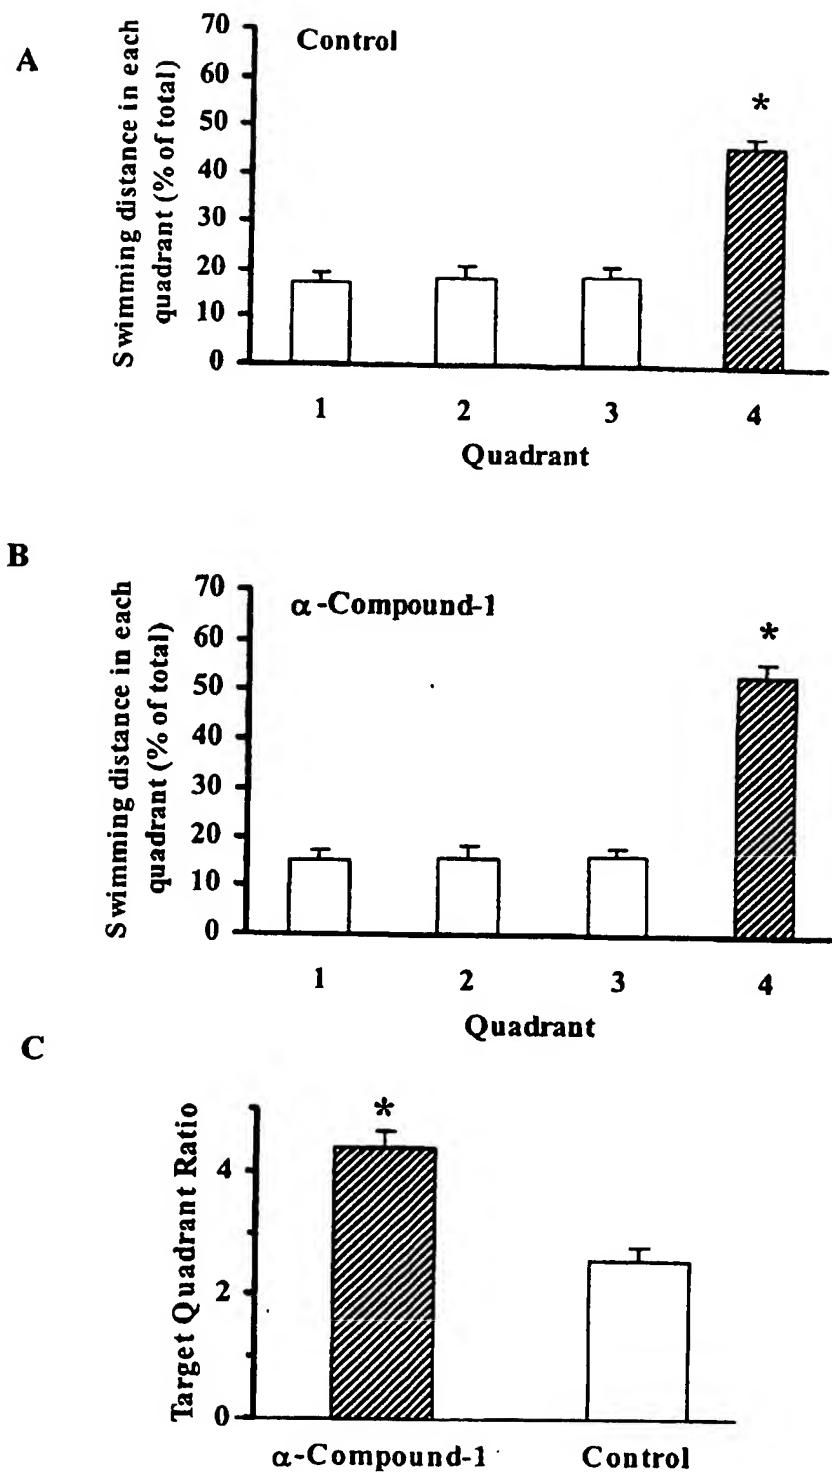 A
Control
Swimming distance in each
quadrant (% of total)
70
60
50
40
30
20
10
0
*
1 2 3 4
Quadrant
B
α-Compound-1
Swimming distance in each
quadrant (% of total)
70
60
50
40
30
20
10
0
*
1 2 3 4
Quadrant
C
Target Quadrant Ratio
4
2
0
*
α-Compound-1 Control